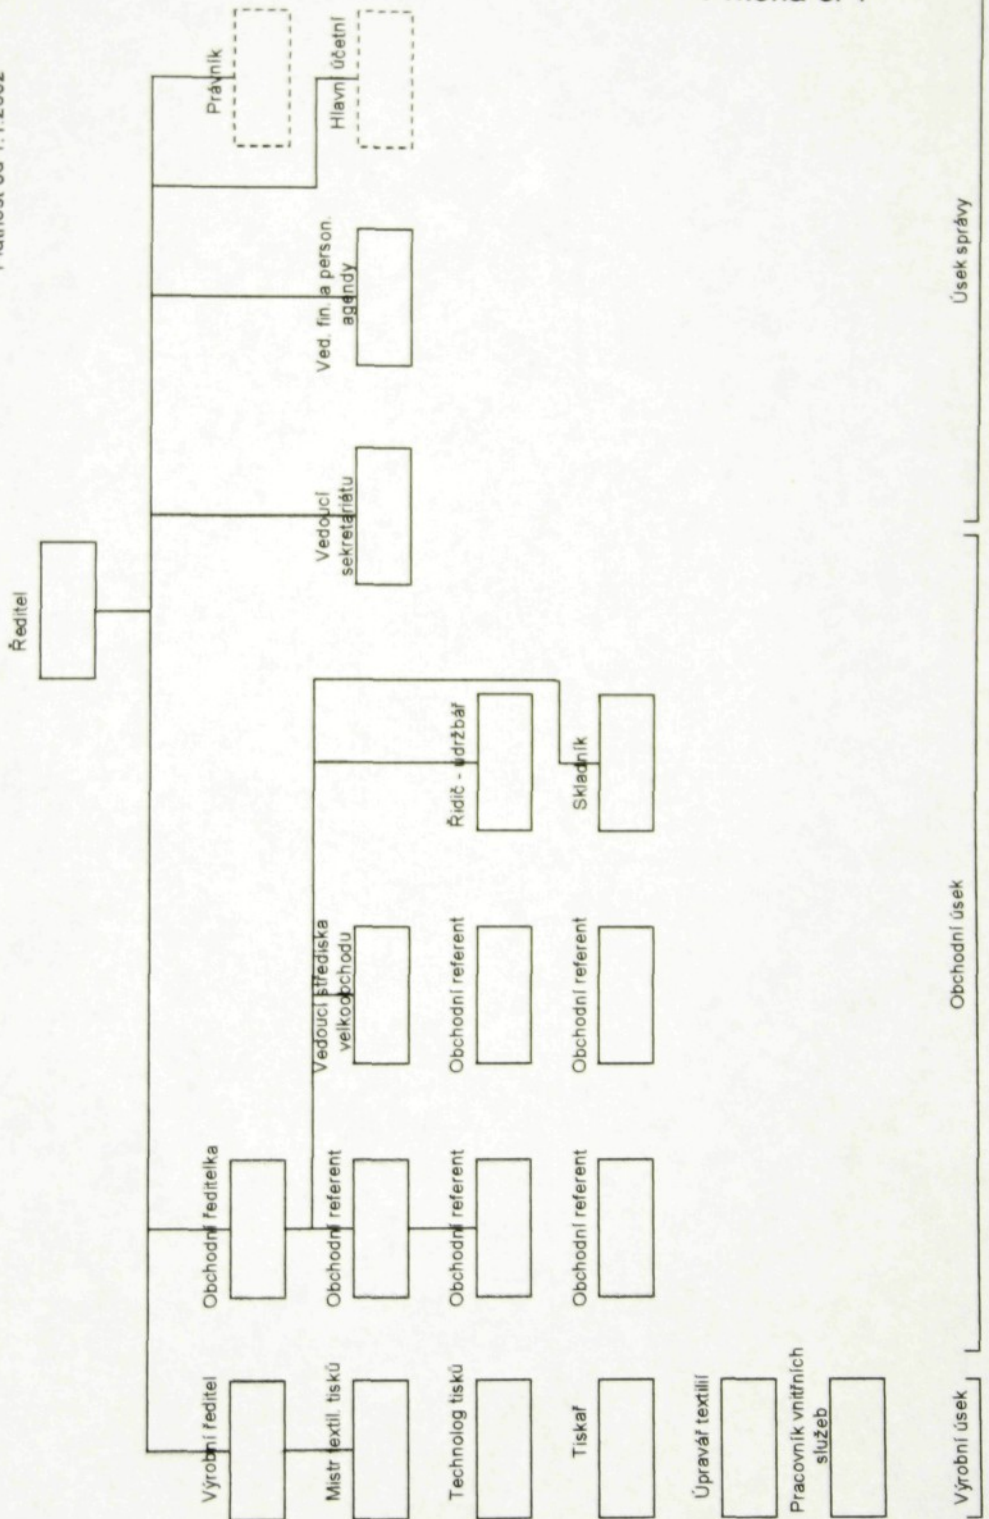 Ředitel
Právník
Hlavní účetní
Ved. fin. a person.
agendy
Vedoucí
sekretariátu
Výrobní ředitel
Obchodní ředitelka
Mistr textil. tisků
Obchodní referent
Vedoucí střediska
velkoobchodu
Technolog tisků
Obchodní referent
Obchodní referent
Řidič - udržbář
Tiskař
Obchodní referent
Obchodní referent
Skladník
Úpravář textilií
Pracovník vnitřních
služeb
Výrobní úsek
Obchodní úsek
Úsek správy